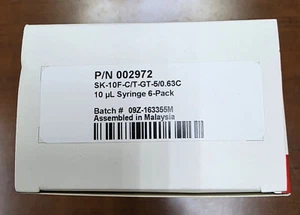 P/N 002972
SK-10F-C/T-GT-5/0.63C
10 µL Syringe 6-Pack
Batch # 09Z-163355M
Assembled in Malaysia